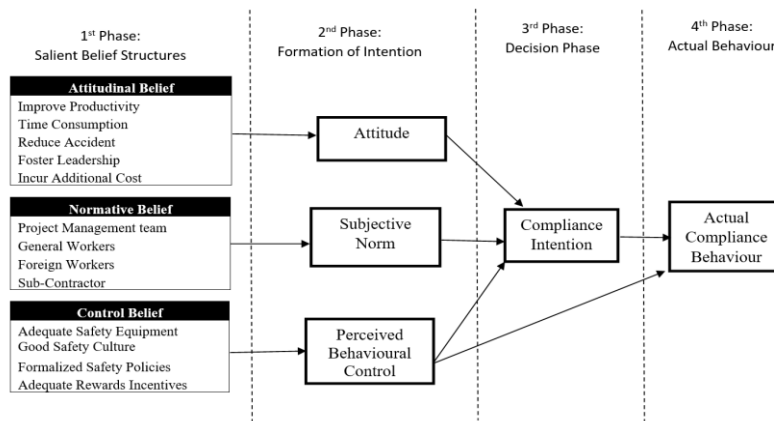 1st Phase:
Salient Belief Structures
2nd Phase:
Formation of Intention
3rd Phase:
Decision Phase
4th Phase:
Actual Behaviour
Attitudinal Belief
Improve Productivity
Time Consumption
Reduce Accident
Foster Leadership
Incur Additional Cost
Attitude
Normative Belief
Project Management team
General Workers
Foreign Workers
Sub-Contractor
Subjective
Norm
Compliance
Intention
Actual
Compliance
Behaviour
Control Belief
Adequate Safety Equipment
Good Safety Culture
Formalized Safety Policies
Adequate Rewards Incentives
Perceived
Behavioural
Control